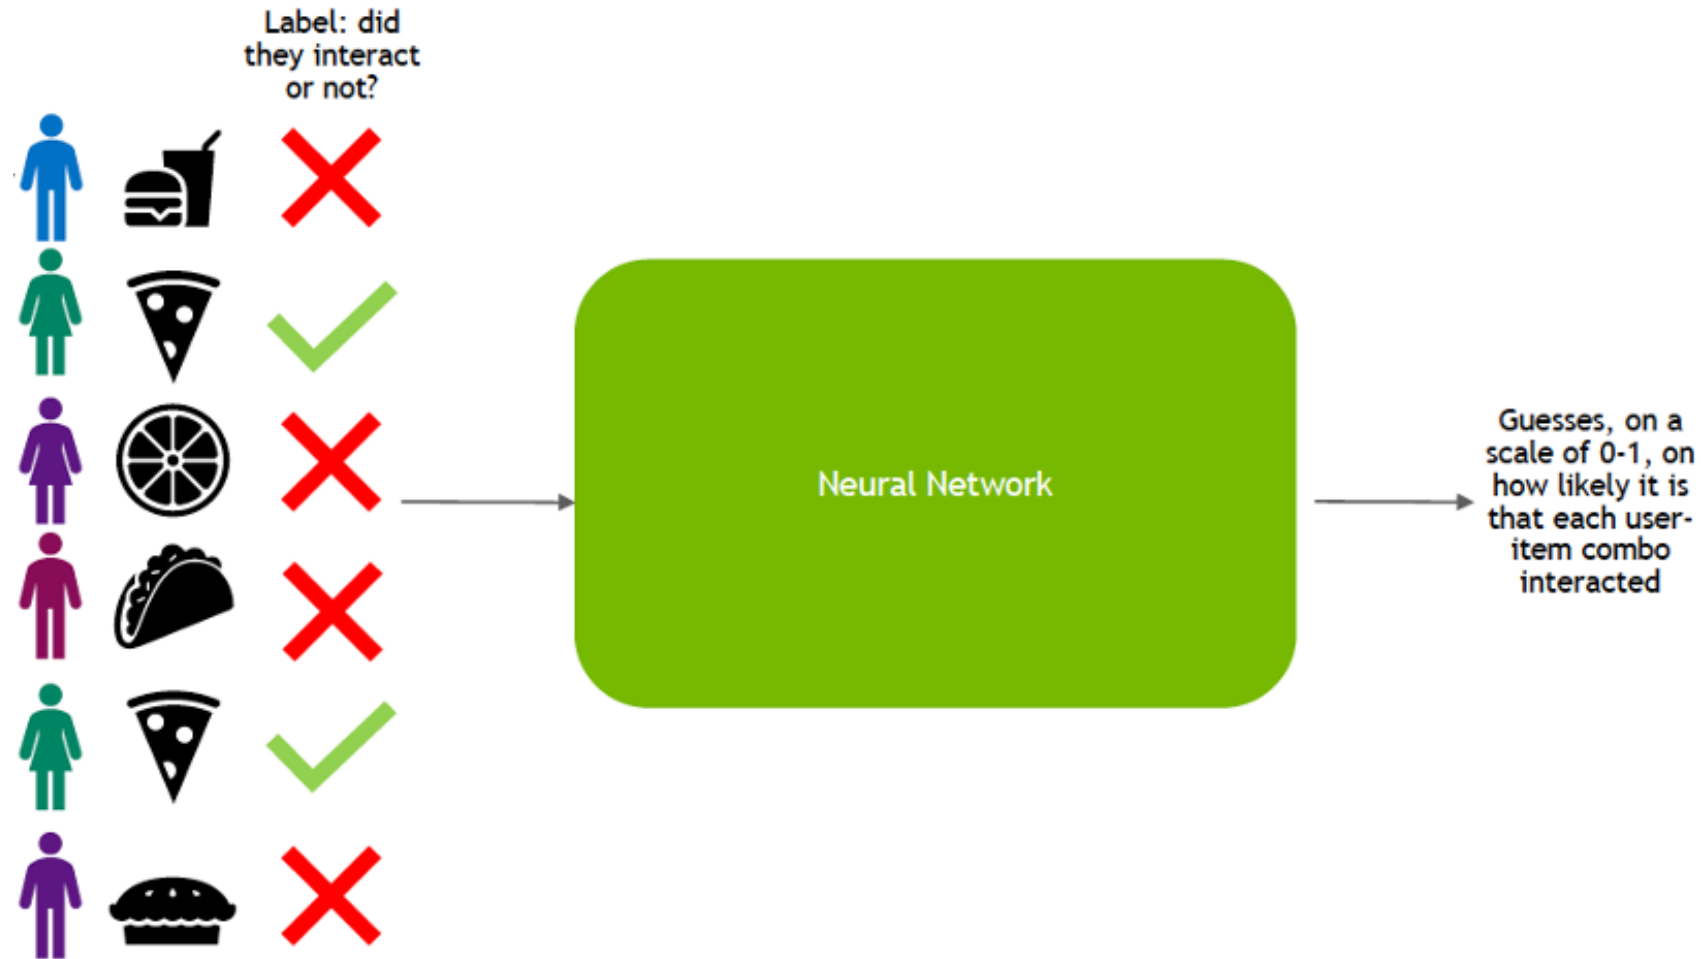 Label: did
they interact
or not?
Neural Network
Guesses, on a
scale of 0-1, on
how likely it is
that each user-
item combo
interacted